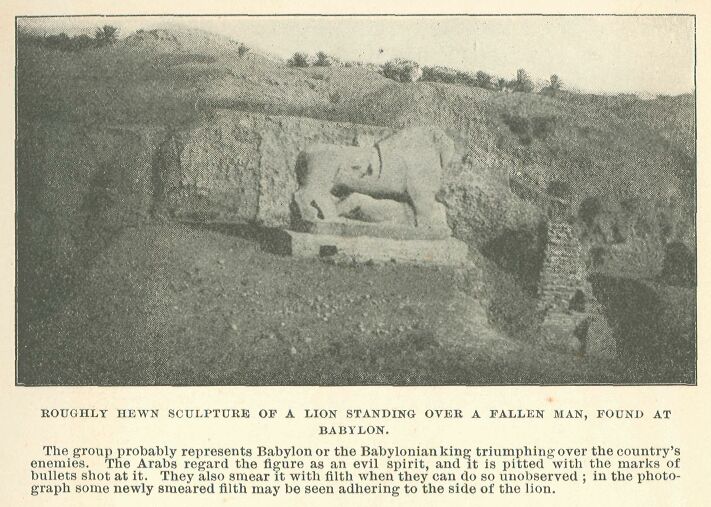 ROUGHLY HEWN SCULPTURE OF A LION STANDING OVER A FALLEN MAN, FOUND AT
BABYLON.
The group probably represents Babylon or the Babylonian king triumphing over the country's
enemies. The Arabs regard the figure as an evil spirit, and it is pitted with the marks of
bullets shot at it. They also smear it with filth when they can do so unobserved ; in the photo-
graph some newly smeared filth may be seen adhering to the side of the lion.